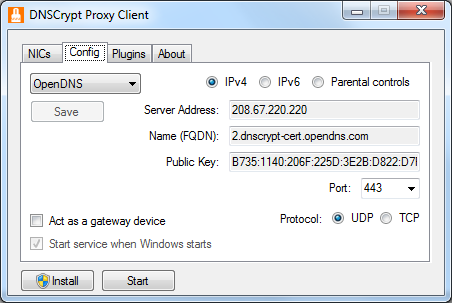 DNSCrypt Proxy Client
NICs Config Plugins About
OpenDNS IPv4 IPv6 Parental controls
Save Server Address: 208.67.220.220
Name (FQDN): 2.dnscrypt-cert.opendns.com
Public Key: B735:1140:206F:225D:3E2B:D822:D7
Port: 443
Act as a gateway device Protocol: UDP TCP
Start service when Windows starts
Install Start